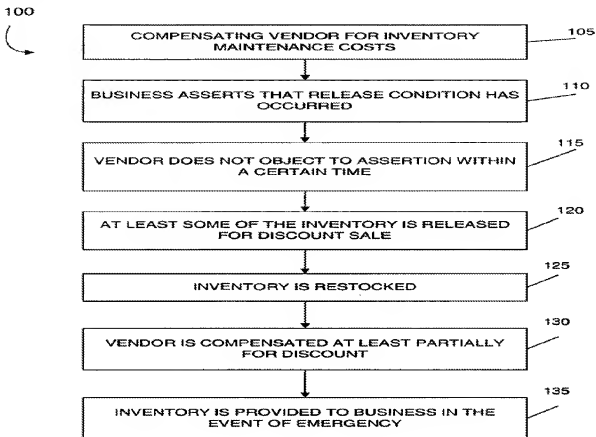 100
COMPENSATING VENDOR FOR INVENTORY
MAINTENANCE COSTS
105
BUSINESS ASSERTS THAT RELEASE CONDITION HAS
OCCURRED
110
VENDOR DOES NOT OBJECT TO ASSERTION WITHIN
A CERTAIN TIME
115
AT LEAST SOME OF THE INVENTORY IS RELEASED
FOR DISCOUNT SALE
120
INVENTORY IS RESTOCKED
125
VENDOR IS COMPENSATED AT LEAST PARTIALLY
FOR DISCOUNT
130
INVENTORY IS PROVIDED TO BUSINESS IN THE
EVENT OF EMERGENCY
135